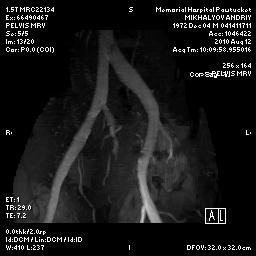 1.5T MRC22134
Ex: 66490467
PELVIS MRV
Se: 5/5
Im: 13/20
Cor: P0.0 (COI)
S
Memorial Hospital Pawtucket
MIKHALYOV ANDRIY
1972 Dec 04 M 041411711
Acc: 1046422
2010 Aug 12
Acq Tm: 10:09:58.955016
256 x 164
PELVIS MRV
R
L
ET: 1
TR: 29.0
TE: 7.2
A L
0.0thk/2.0sp
Id:DCM / Lin:DCM / Id:ID
W:410 L:237
I
DFOV: 32.0 x 32.0cm